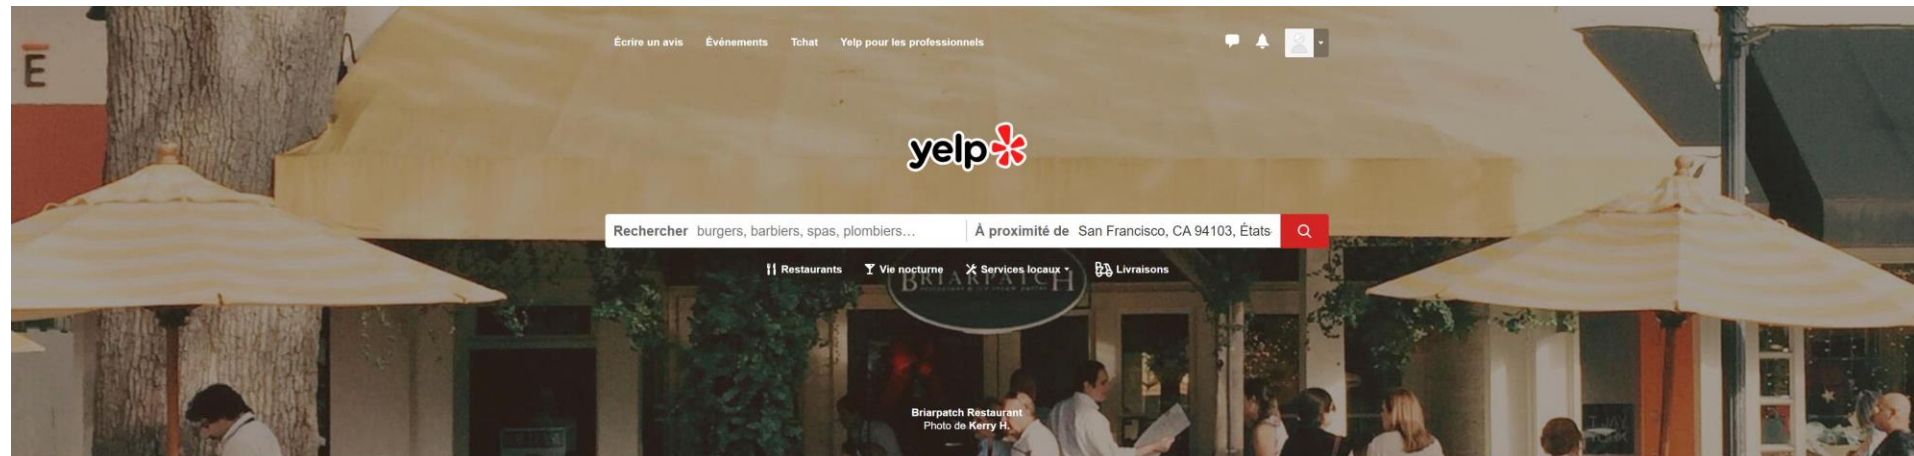 É
Écrire un avis Événements Tchat Yelp pour les professionnels
yelp
Rechercher burgers, barbiers, spas, plombiers… À proximité de San Francisco, CA 94103, États
Restaurants Vie nocturne Services locaux Livraisons
BRIARPATCH
Briarpatch Restaurant
Photo de Kerry H.